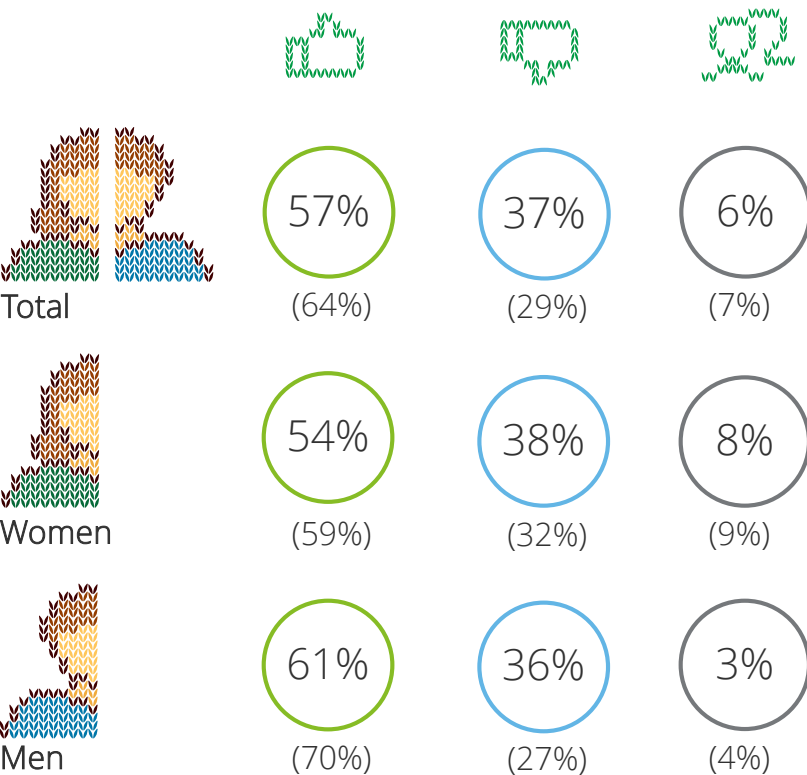 57% 37% 6%
Total (64%) (29%) (7%)
54% 38% 8%
Women (59%) (32%) (9%)
61% 36% 3%
Men (70%) (27%) (4%)